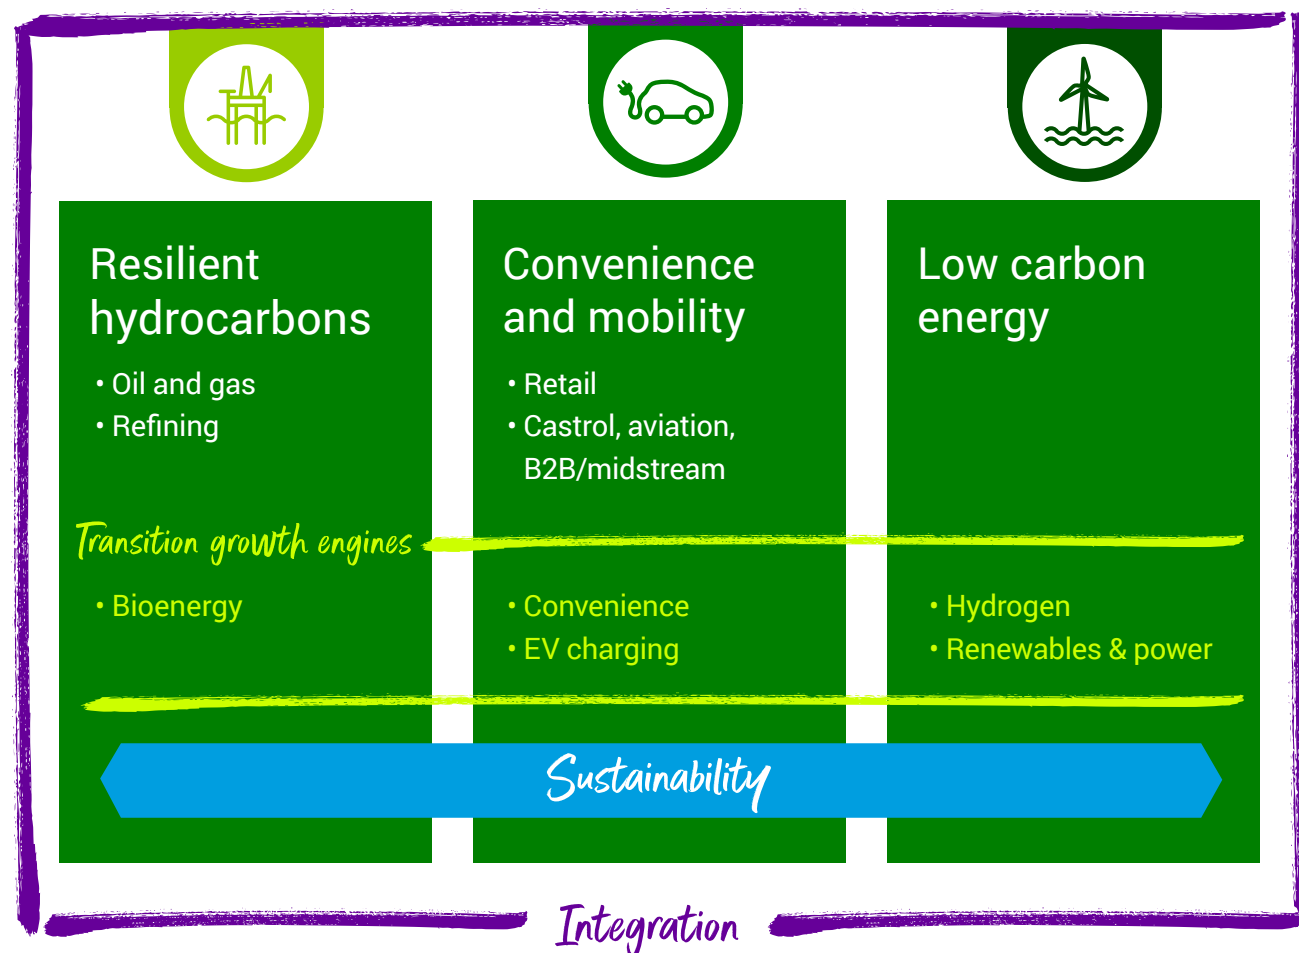 Resilient
hydrocarbons
• Oil and gas
• Refining
Convenience
and mobility
• Retail
• Castrol, aviation,
B2B/midstream
Low carbon
energy
Transition growth engines
• Bioenergy
• Convenience
• EV charging
• Hydrogen
• Renewables & power
Sustainability
Integration